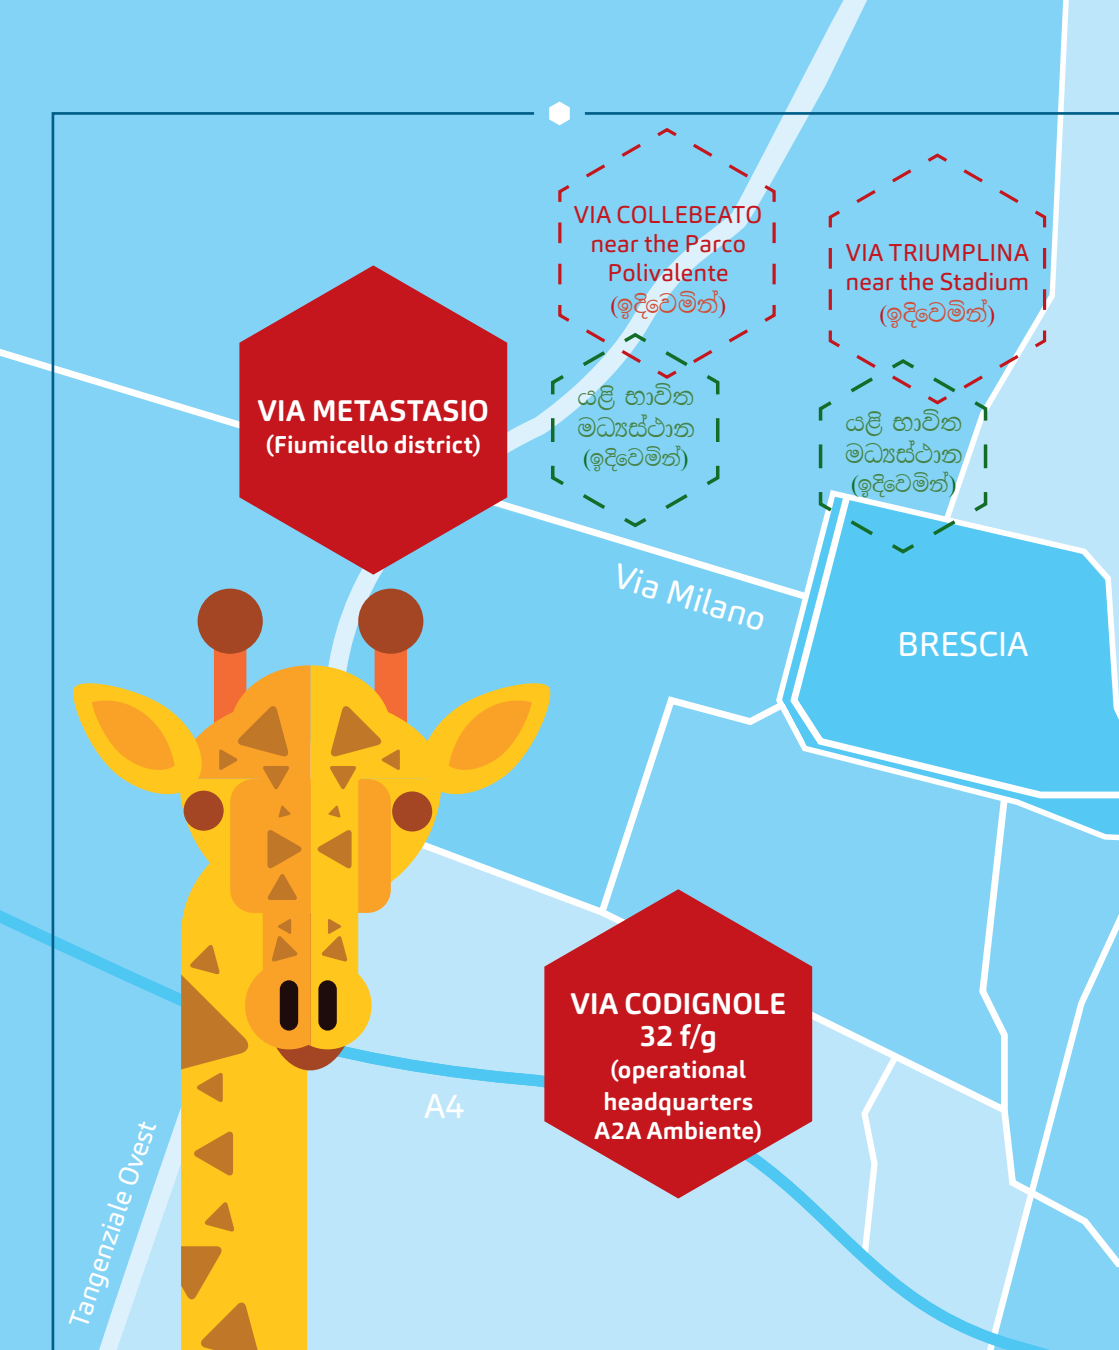 VIA COLLEBEATO
near the Parco
Polivalente
(ඉදිවෙමින්)
VIA TRIUMPLINA
near the Stadium
(ඉදිවෙමින්)
VIA METASTASIO
(Fiumicello district)
යළි භාවිත
මධ්‍යස්ථාන
(ඉදිවෙමින්)
යළි භාවිත
මධ්‍යස්ථාන
(ඉදිවෙමින්)
Via Milano
BRESCIA
VIA CODIGNOLE
32 f/g
(operational
headquarters
A2A Ambiente)
A4
Tangenziale Ovest